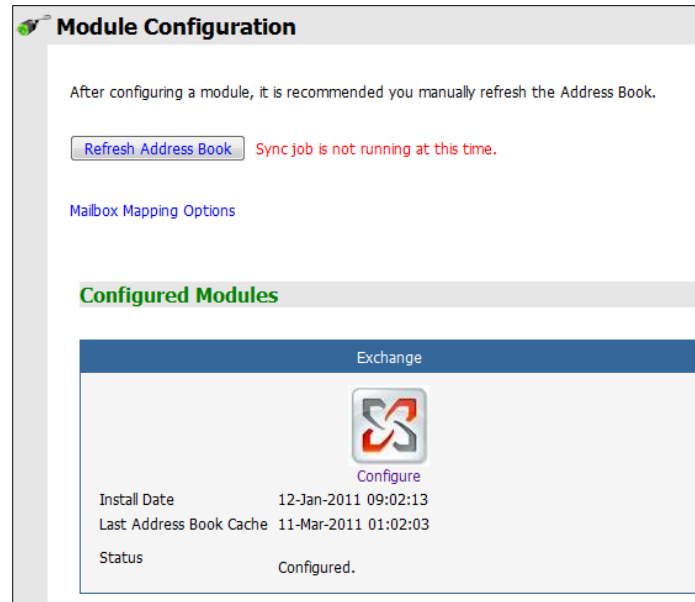 Module Configuration
After configuring a module, it is recommended you manually refresh the Address Book.
Refresh Address Book Sync job is not running at this time.
Mailbox Mapping Options
Configured Modules
Exchange
Configure
Install Date 12-Jan-2011 09:02:13
Last Address Book Cache 11-Mar-2011 01:02:03
Status
Configured.